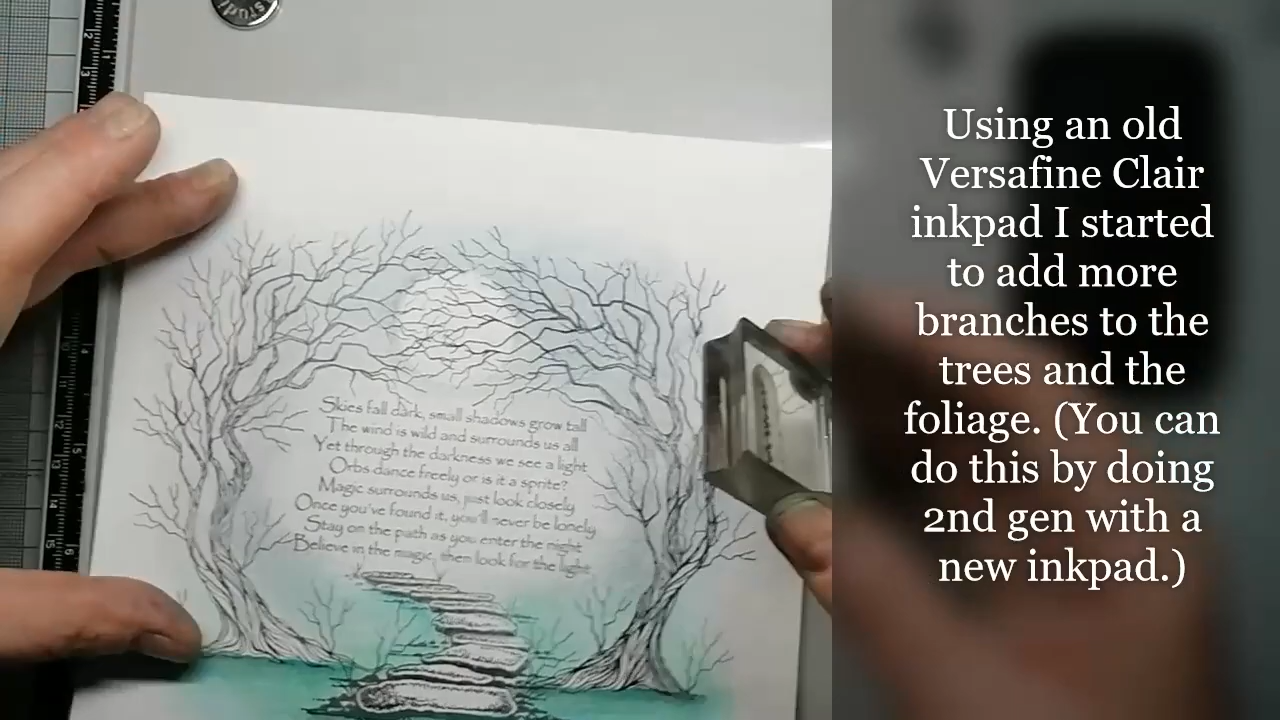 studi
Skies fall dark, small shadows grow tall
The wind is wild and surrounds us all
Yet through the darkness we see a light
Orbs dance freely or is it a sprite?
Magic surrounds us, just look closely
Once you've found it, you'll never be lonely
Stay on the path as you enter the night
Believe in the magic, then look for the light
Using an old
Versafine Clair
inkpad I started
to add more
branches to the
trees and the
foliage. (You can
do this by doing
2nd gen with a
new inkpad.)